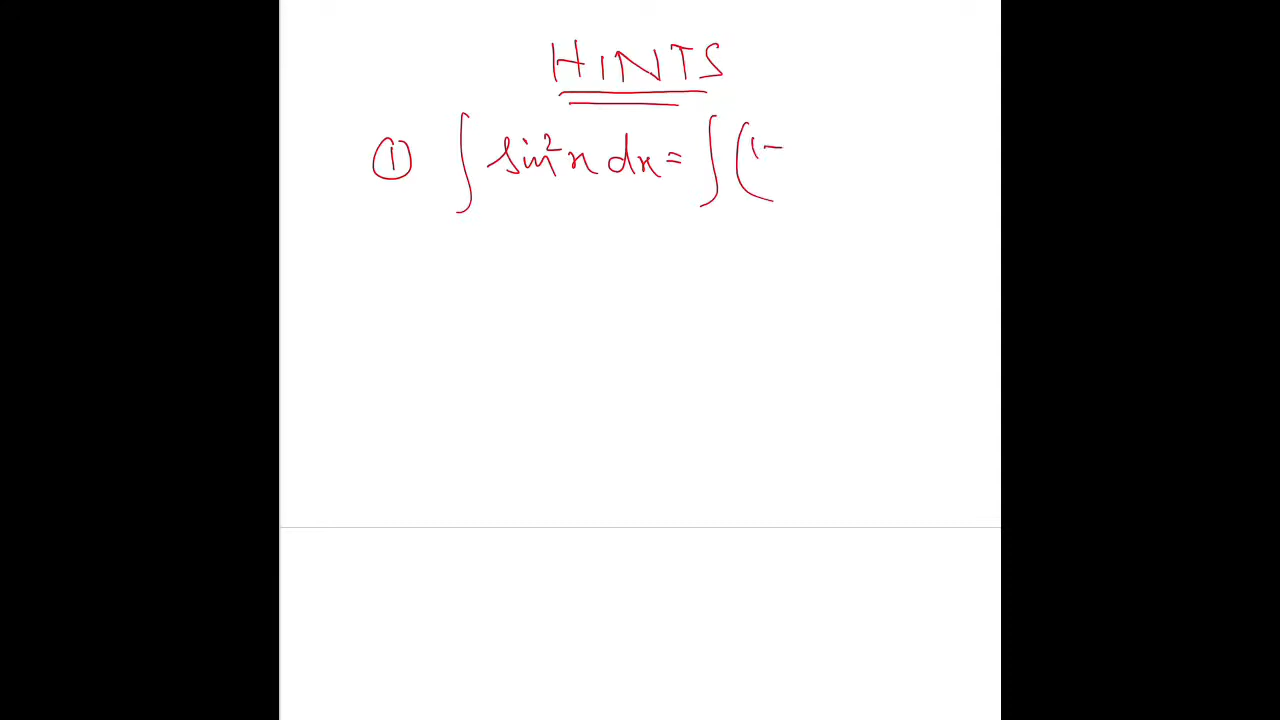 HINTS
① ∫ sin²x dx = ∫ (1-